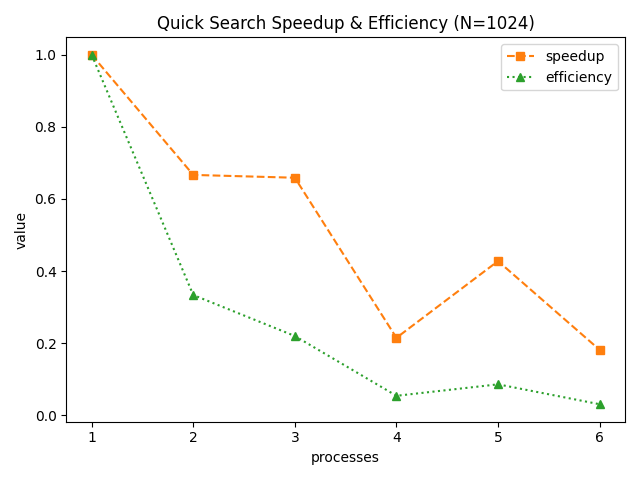 Quick Search Speedup & Efficiency (N=1024)
speedup
efficiency
value
1.0
0.8
0.6
0.4
0.2
0.0
1 2 3 4 5 6
processes